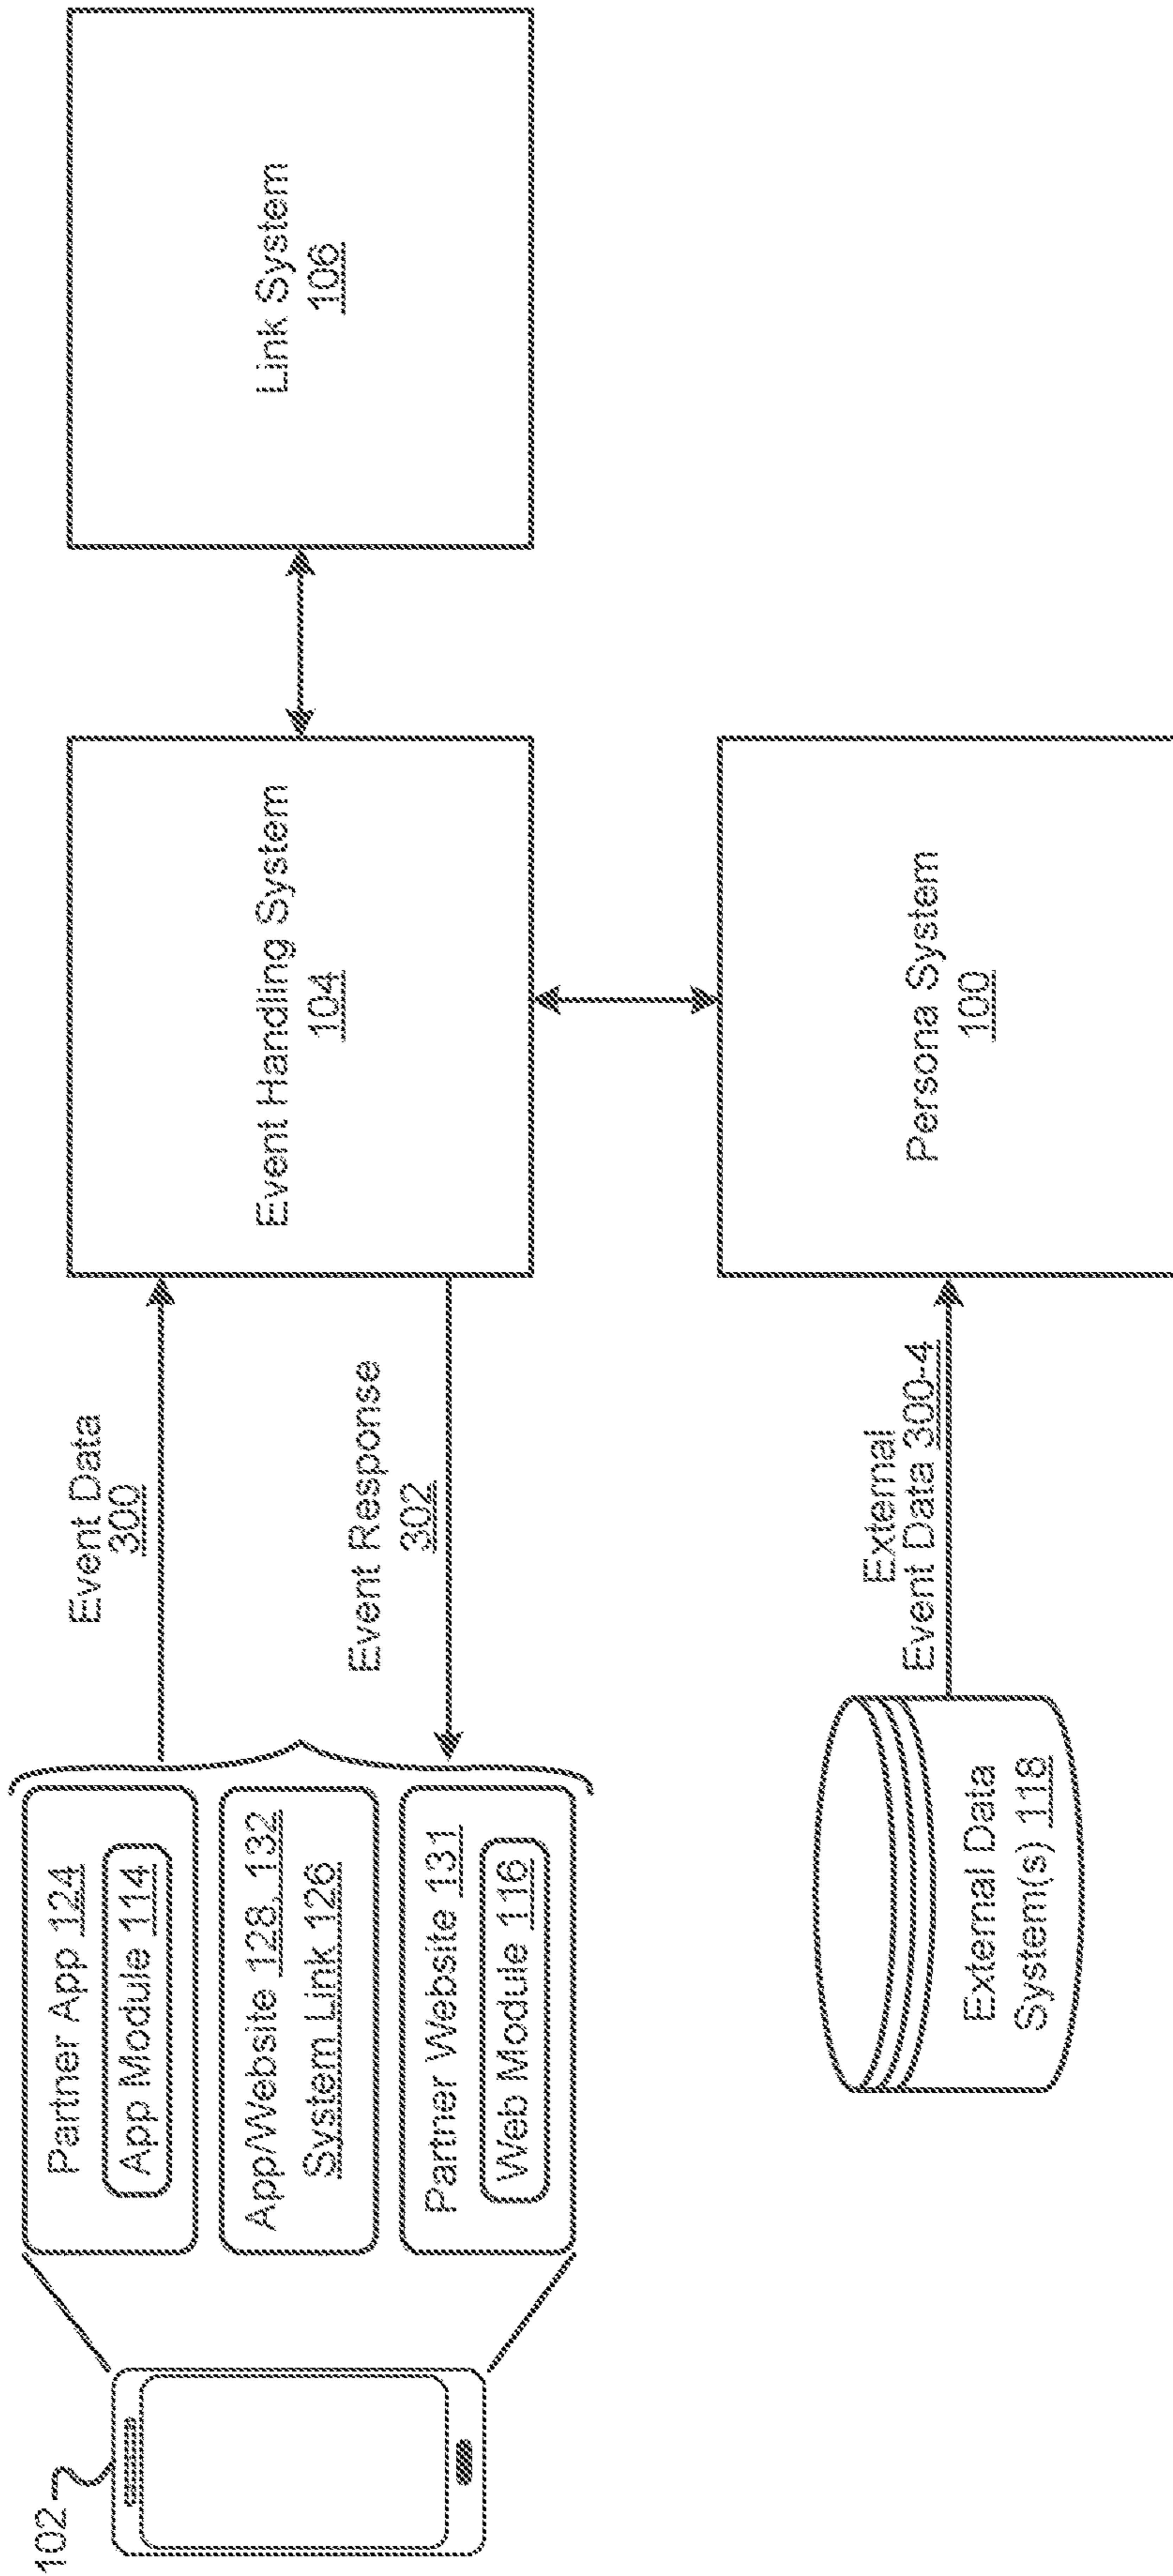 102
Partner App 124
App Module 114
App/Website 128, 132
System Link 126
Partner Website 131
Web Module 116
Event Data
300
Event Response
302
Event Handling System
104
Link System
106
External Data
System(s) 118
External
Event Data 300-4
Persona System
100